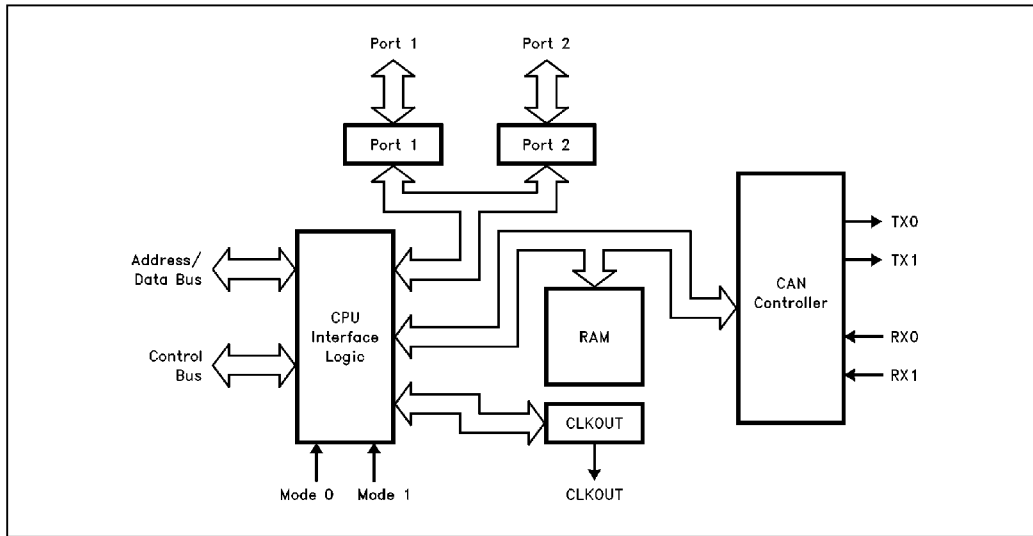 Port 1
Port 2
Port 1
Port 2
Address/
Data Bus
Control
Bus
CPU
Interface
Logic
RAM
CLKOUT
CLKOUT
Mode 0
Mode 1
CAN
Controller
TX0
TX1
RX0
RX1